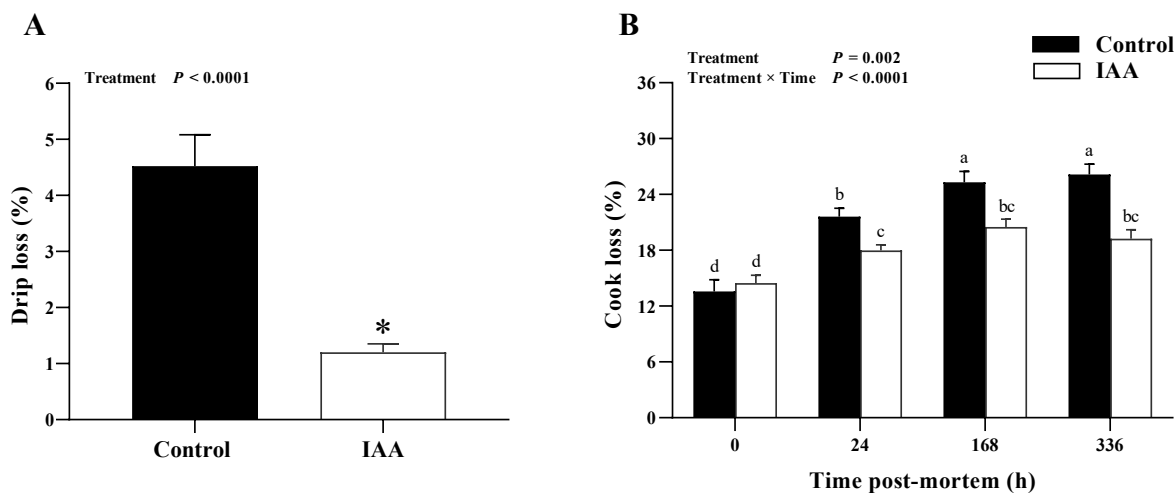 A
Treatment P < 0.0001
6
5
4
3
2
1
0
Drip loss (%)
*
Control IAA
B
Treatment P = 0.002
Treatment × Time P < 0.0001
Control
IAA
36
30
24
18
12
6
0
Cook loss (%)
d d b c a bc a bc
0 24 168 336
Time post-mortem (h)